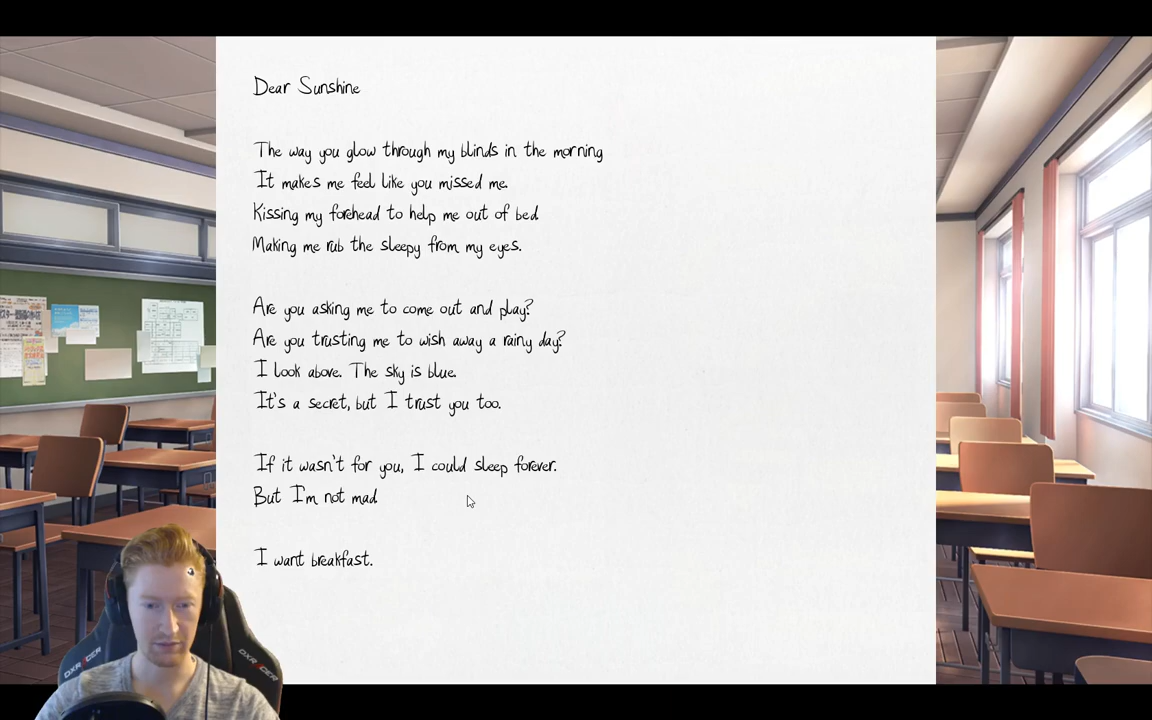 Dear Sunshine
The way you glow through my blinds in the morning
It makes me feel like you missed me.
Kissing my forehead to help me out of bed
Making me rub the sleepy from my eyes.
Are you asking me to come out and play?
Are you trusting me to wish away a rainy day?
I look above. The sky is blue.
It's a secret, but I trust you too.
If it wasn't for you, I could sleep forever.
But I'm not mad
I want breakfast.
DXRACER
DXRACER